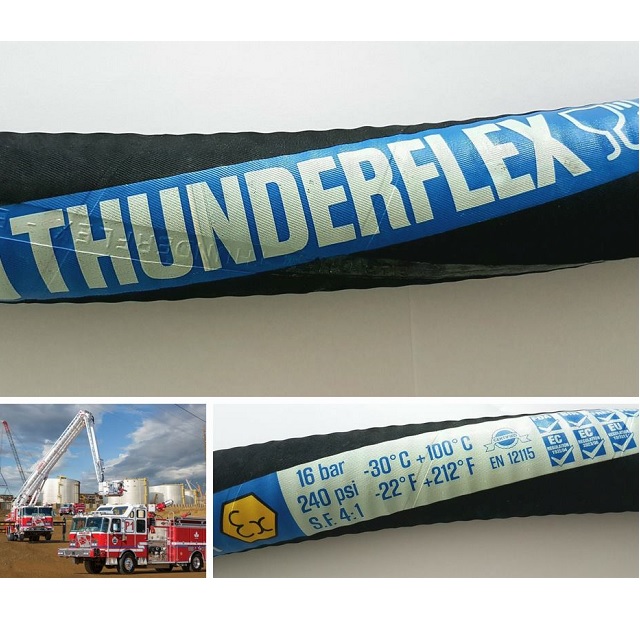 THUNDERFLEX
16 bar -30°C +100°C
240 psi -22°F +212°F
S.F. 4:1
EN 12115
EC
EC
EU